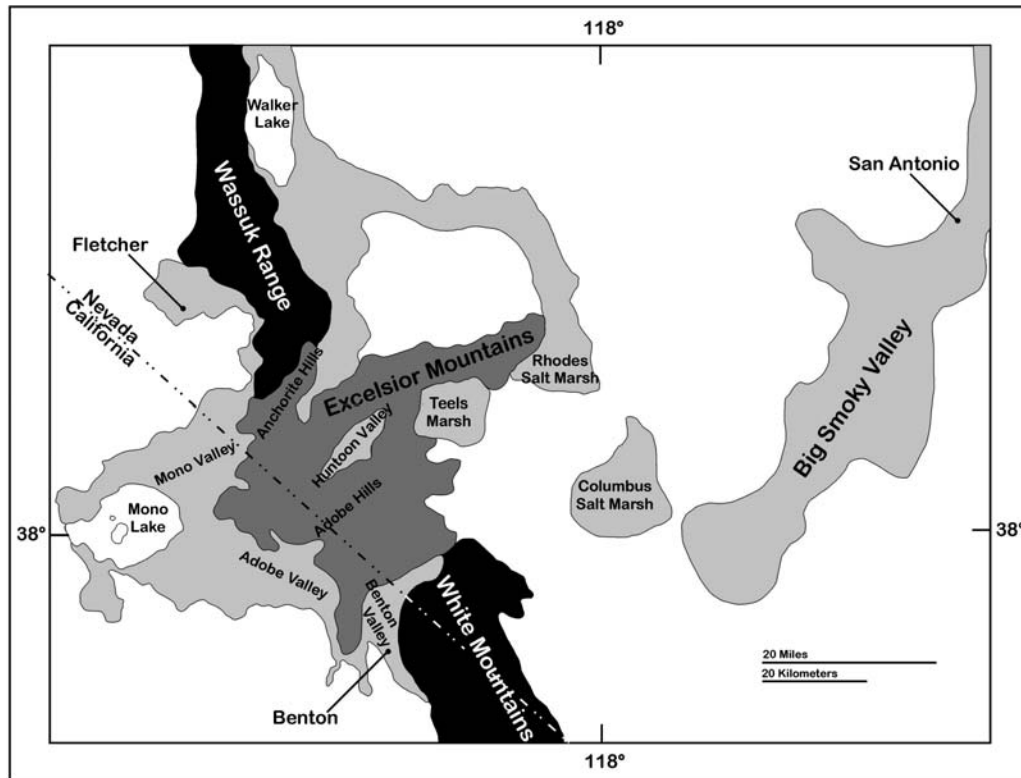 118°
Walker
Lake
San Antonio
Wassuk Range
Fletcher
Nevada
California
Excelsior Mountains
Anchorite Hills
Rhodes
Salt Marsh
Teels
Marsh
Huntoon Valley
Big Smoky Valley
Mono Valley
Columbus
Salt Marsh
Mono
Lake
Adobe Hills
38°
38°
Adobe Valley
Benton
Valley
White Mountains
20 Miles
20 Kilometers
Benton
118°